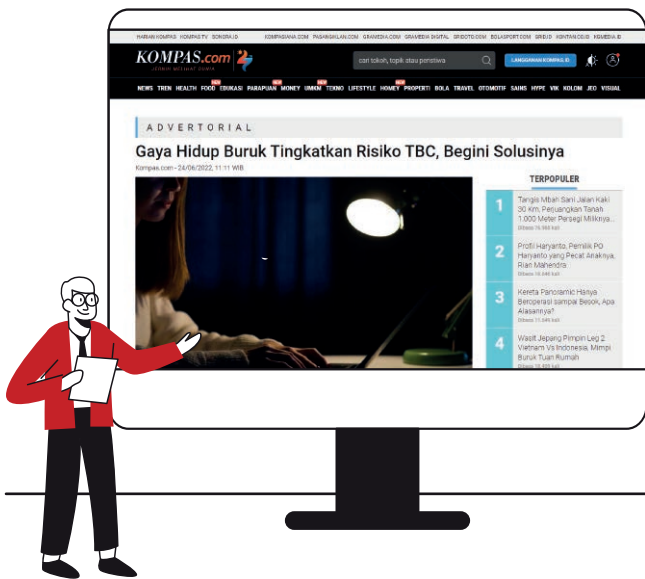 HARIAN KOMPAS KOMPAS TV SONORA.ID KOMPASIANA.COM PASANGIKLAN.COM GRAMEDIA.COM GRAMEDIA DIGITAL GRIDOTO.COM BOLASPORT.COM GRID.ID KONTAN.CO.ID KGMEDIA.ID
KOMPAS.com
JERNIH MELIHAT DUNIA
cari tokoh, topik atau peristiwa
LANGGANAN KOMPAS.ID
NEWS TREN HEALTH FOOD EDUKASI PARAPUAN MONEY UMKM TEKNO LIFESTYLE HOMEY PROPERTI BOLA TRAVEL OTOMOTIF SAINS HYPE VIK KOLOM JEO VISUAL
ADVERTORIAL
Gaya Hidup Buruk Tingkatkan Risiko TBC, Begini Solusinya
Kompas.com - 24/06/2022, 11:11 WIB
TERPOPULER
1
Tangis Mbah Sani Jalan Kaki
30 Km, Perjuangkan Tanah
1.000 Meter Persegi Miliknya...
2
Profil Haryanto, Pemilik PO
Haryanto yang Pecat Anaknya,
Rian Mahendra
3
Kereta Panoramic Hanya
Beroperasi sampai Besok, Apa
Alasannya?
4
Wasit Jepang Pimpin Leg 2
Vietnam Vs Indonesia, Mimpi
Buruk Tuan Rumah